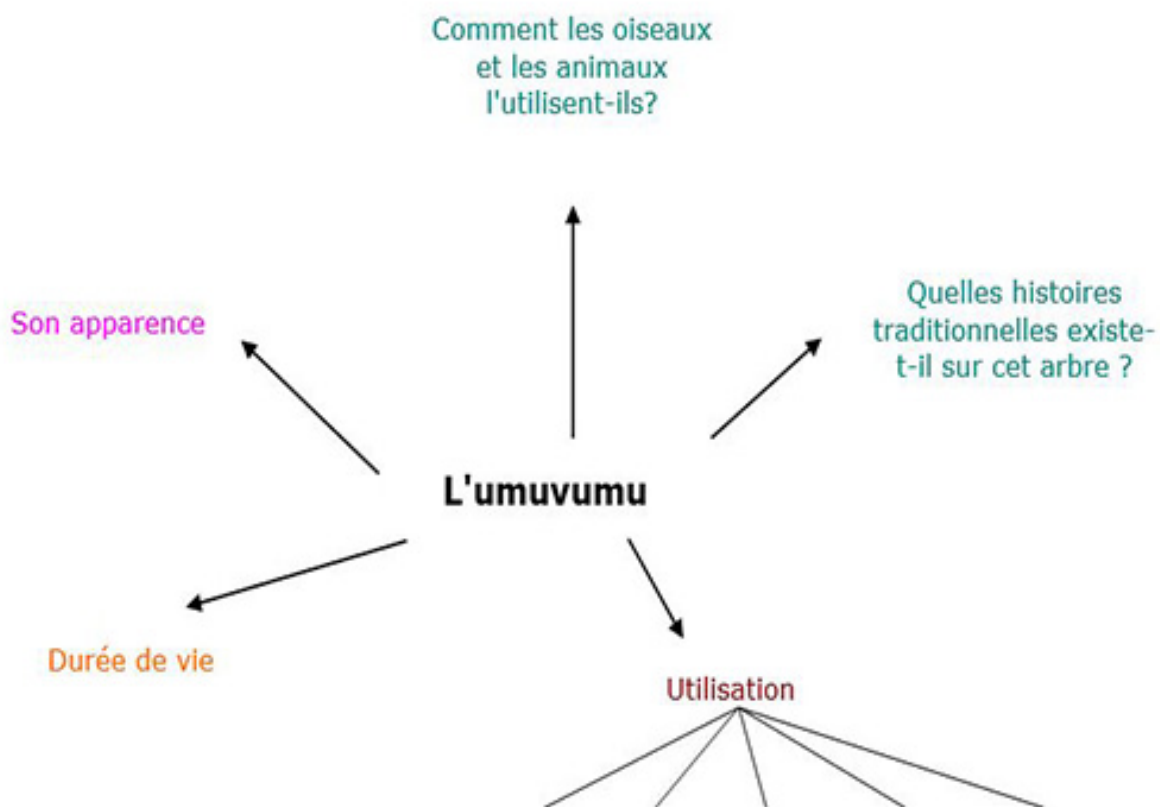 Comment les oiseaux
et les animaux
l'utilisent-ils?
Son apparence
Quelles histoires
traditionnelles existe-
t-il sur cet arbre ?
L'umuvumu
Durée de vie
Utilisation